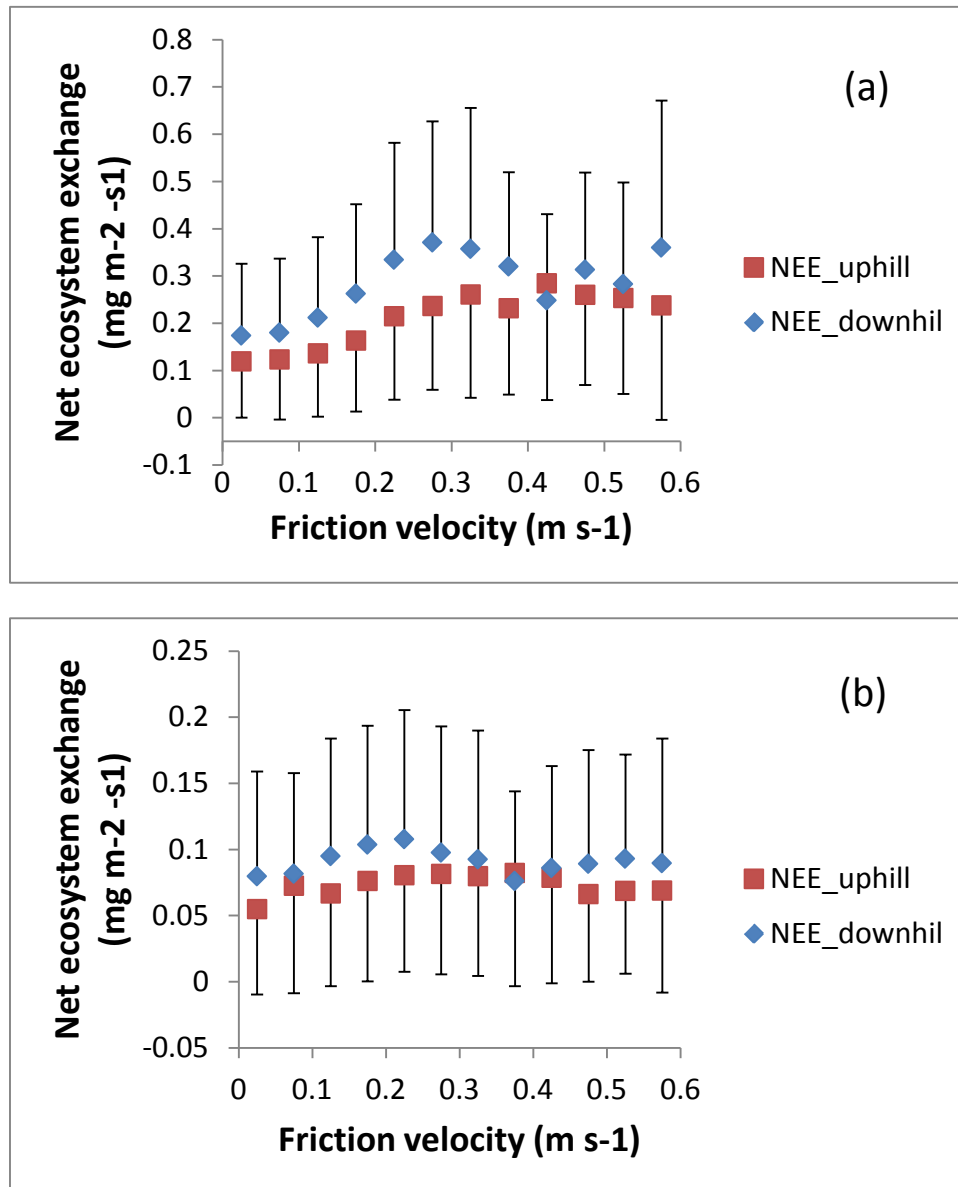 (a)
Net ecosystem exchange
(mg m-2 -s1)
0.8
0.7
0.6
0.5
0.4
0.3
0.2
0.1
0
-0.1
0 0.1 0.2 0.3 0.4 0.5 0.6
Friction velocity (m s-1)
NEE_uphill
NEE_downhil
(b)
Net ecosystem exchange
(mg m-2 -s1)
0.25
0.2
0.15
0.1
0.05
0
-0.05
0 0.1 0.2 0.3 0.4 0.5 0.6
Friction velocity (m s-1)
NEE_uphill
NEE_downhil